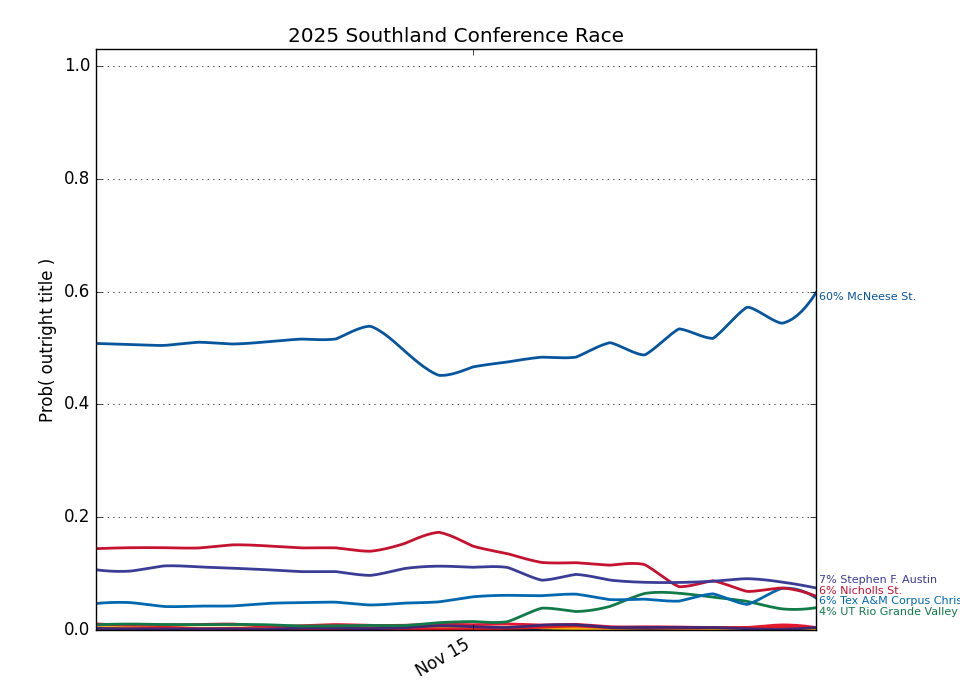 2025 Southland Conference Race
Prob( outright title )
1.0
0.8
0.6
0.4
0.2
0.0
Nov 15
60% McNeese St.
7% Stephen F. Austin
6% Nicholls St.
6% Tex A&M Corpus Chris
4% UT Rio Grande Valley